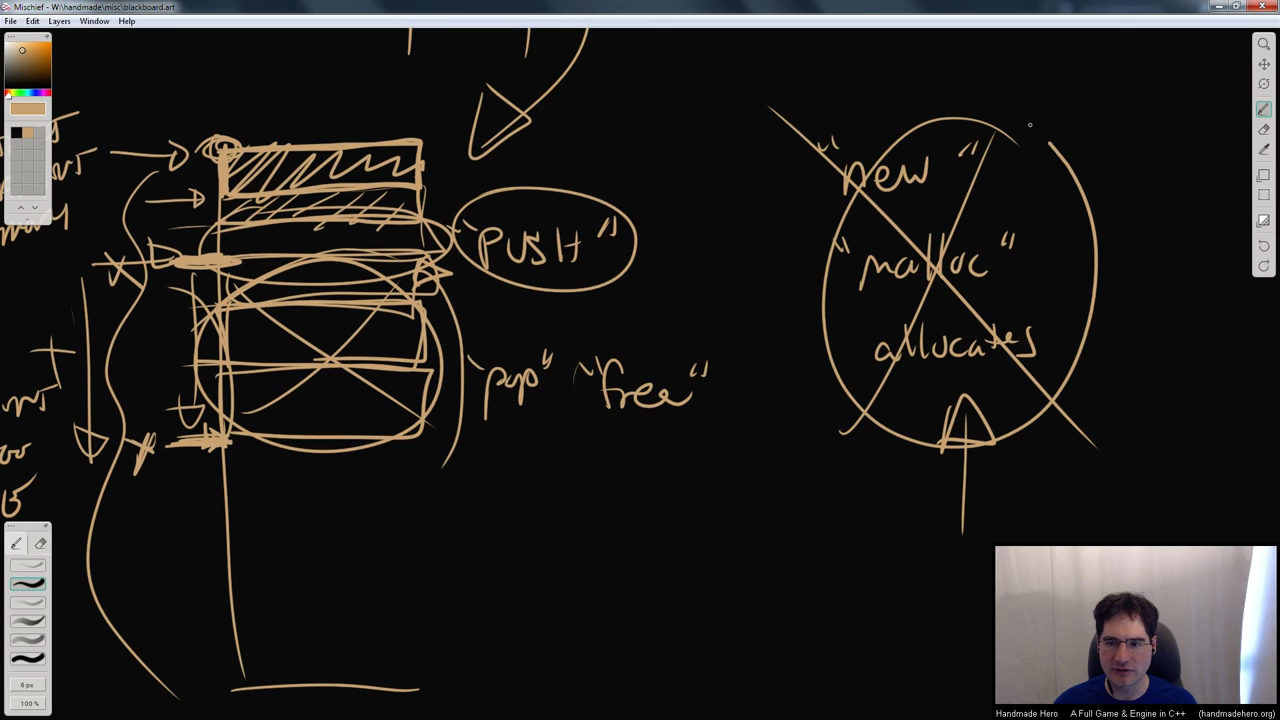 Mischief - W:\handmade\misc\blackboard.art
File Edit Layers Window Help
"new"
"PUSH"
"malloc"
allocates
"pop" "free"
6 px
100 %
Handmade Hero A Full Game & Engine in C++ (handmadehero.org)